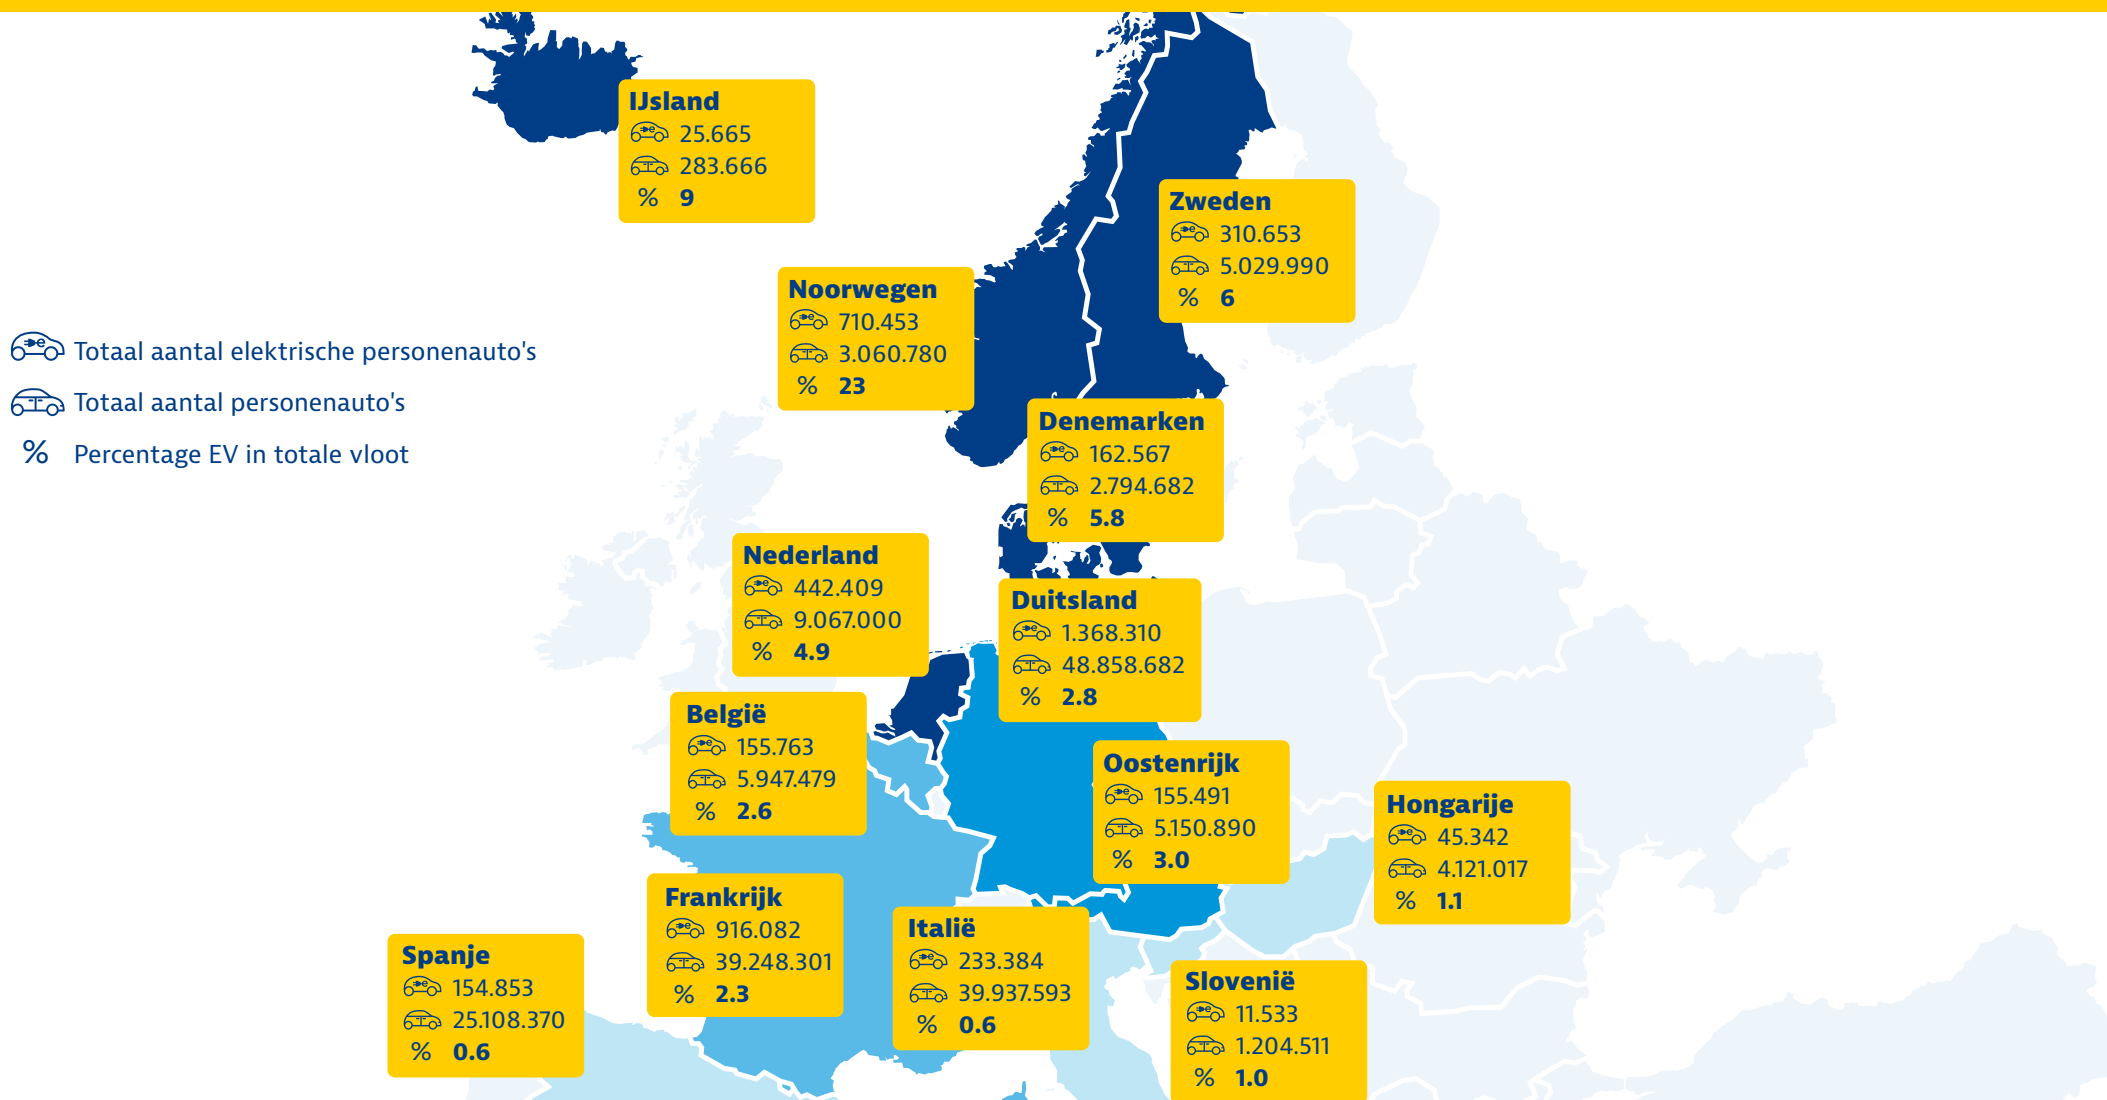 IJsland
25.665
283.666
% 9
Zweden
310.653
5.029.990
% 6
Noorwegen
710.453
3.060.780
% 23
Totaal aantal elektrische personenauto's
Totaal aantal personenauto's
% Percentage EV in totale vloot
Denemarken
162.567
2.794.682
% 5.8
Nederland
442.409
9.067.000
% 4.9
Duitsland
1.368.310
48.858.682
% 2.8
België
155.763
5.947.479
% 2.6
Oostenrijk
155.491
5.150.890
% 3.0
Hongarije
45.342
4.121.017
% 1.1
Frankrijk
916.082
39.248.301
% 2.3
Italië
233.384
39.937.593
% 0.6
Spanje
154.853
25.108.370
% 0.6
Slovenië
11.533
1.204.511
% 1.0